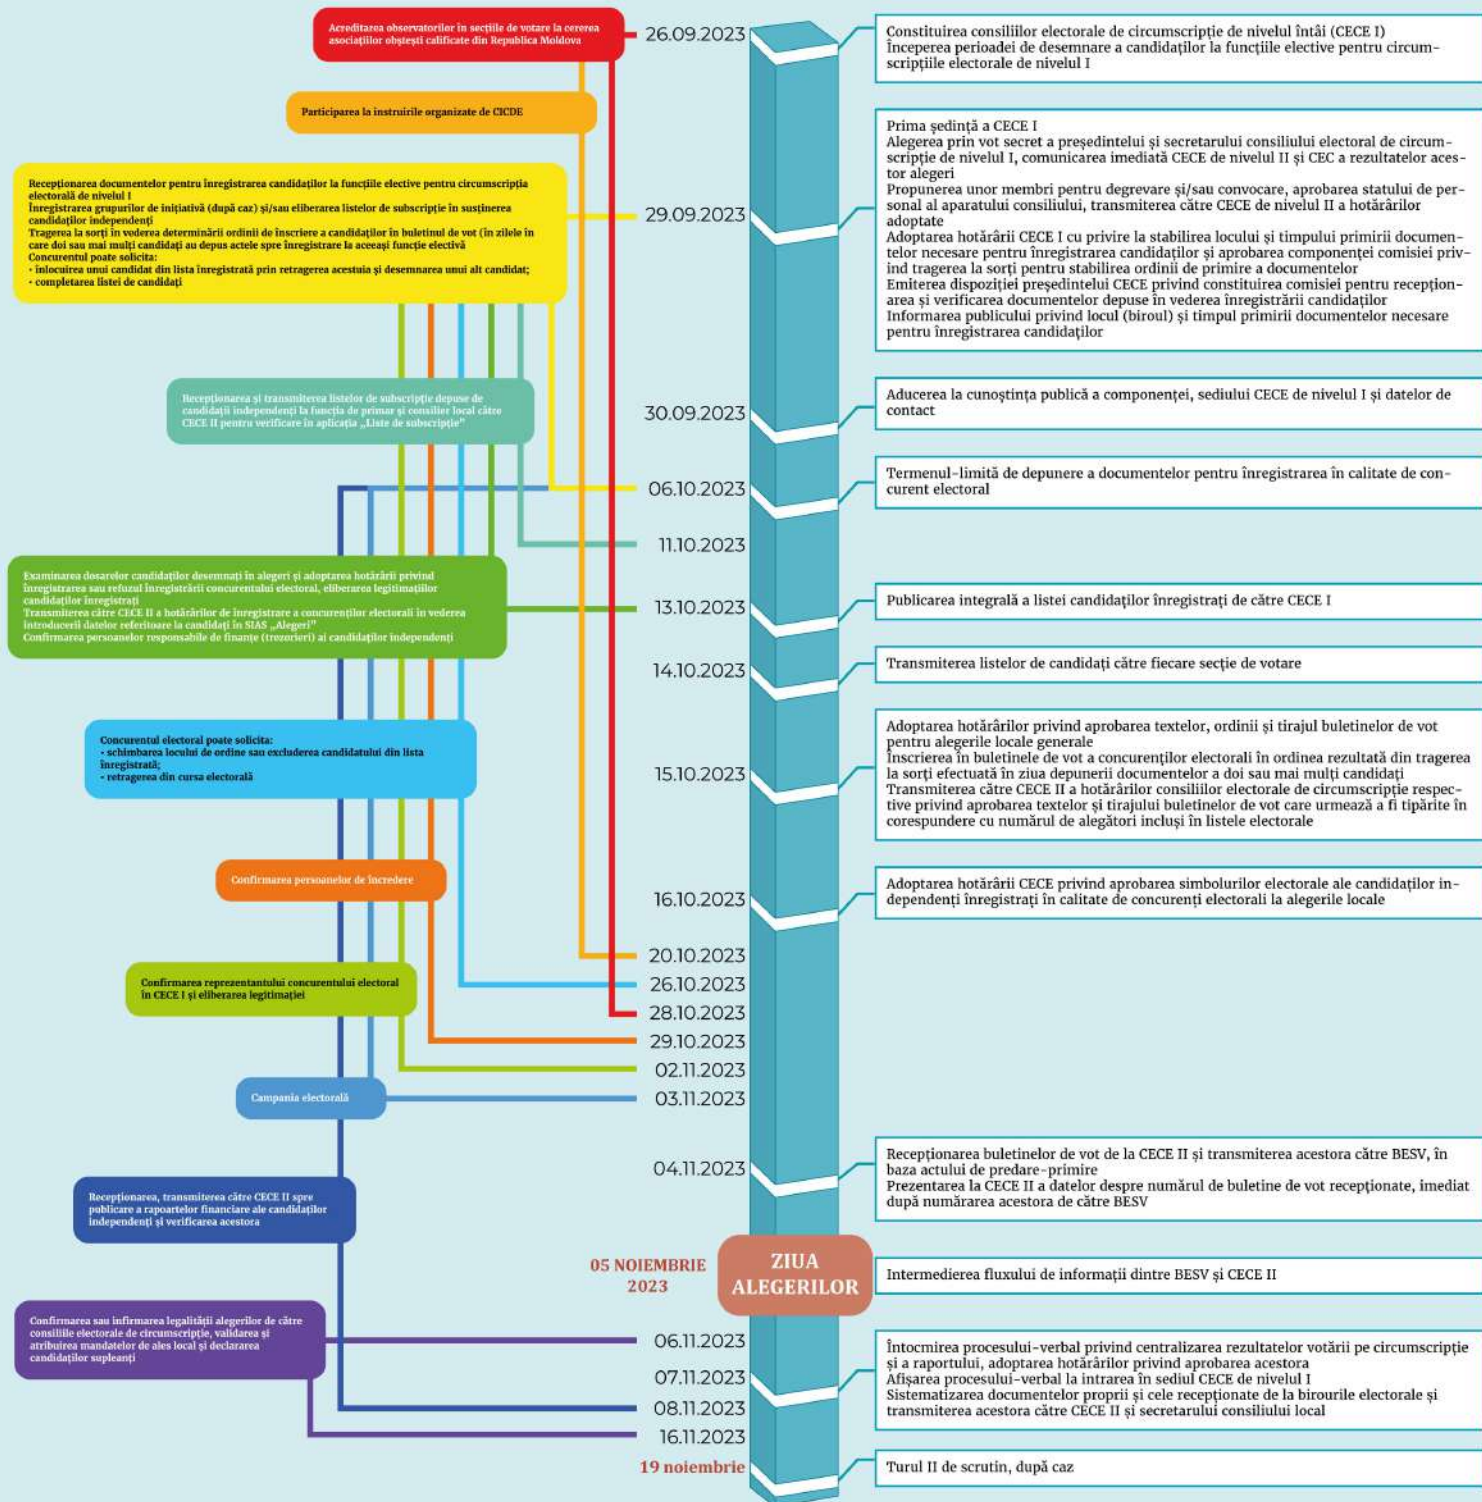 Acreditarea observatorilor în secțiile de votare la cererea
asociațiilor obștești calificate din Republica Moldova
Participarea la instruirile organizate de CICDE
Recepționarea documentelor pentru înregistrarea candidaților la funcțiile elective pentru circumscripția
electorală de nivelul I
Înregistrarea grupurilor de inițiativă (după caz) și/sau eliberarea listelor de subscripție în susținerea
candidaților independenți
Tragerea la sorți în vederea determinării ordinii de înscriere a candidaților în buletinul de vot (în zilele în
care doi sau mai mulți candidați au depus actele spre înregistrare la aceeași funcție electivă
Concurentul poate solicita:
• înlocuirea unui candidat din lista înregistrată prin retragerea acestuia și desemnarea unui alt candidat;
• completarea listei de candidați
Recepționarea și transmiterea listelor de subscripție depuse de
candidații independenți la funcția de primar și consilier local către
CECE II pentru verificare în aplicația „Liste de subscripție”
Examinarea dosarelor candidaților desemnați în alegeri și adoptarea hotărârii privind
înregistrarea sau refuzul înregistrării concurentului electoral, eliberarea legitimațiilor
candidaților înregistrați
Transmiterea către CECE II a hotărârilor de înregistrare a concurenților electorali în vederea
introducerii datelor referitoare la candidați în SIAS „Alegeri”
Confirmarea persoanelor responsabile de finanțe (trezorieri) ai candidaților independenți
Concurentul electoral poate solicita:
• schimbarea locului de ordine sau excluderea candidatului din lista
înregistrată;
• retragerea din cursa electorală
Confirmarea persoanelor de încredere
Confirmarea reprezentantului concurentului electoral
în CECE I și eliberarea legitimației
Campania electorală
Recepționarea, transmiterea către CECE II spre
publicare a rapoartelor financiare ale candidaților
independenți și verificarea acestora
Confirmarea sau infirmarea legalității alegerilor de către
consiliile electorale de circumscripție, validarea și
atribuirea mandatelor de ales local și declararea
candidaților supleanți
26.09.2023
29.09.2023
30.09.2023
06.10.2023
11.10.2023
13.10.2023
14.10.2023
15.10.2023
16.10.2023
20.10.2023
26.10.2023
28.10.2023
29.10.2023
02.11.2023
03.11.2023
04.11.2023
05 NOIEMBRIE
2023
ZIUA
ALEGERILOR
06.11.2023
07.11.2023
08.11.2023
16.11.2023
19 noiembrie
Constituirea consiliilor electorale de circumscripție de nivelul întâi (CECE I)
Începerea perioadei de desemnare a candidaților la funcțiile elective pentru circum-
scripțiile electorale de nivelul I
Prima ședință a CECE I
Alegerea prin vot secret a președintelui și secretarului consiliului electoral de circum-
scripție de nivelul I, comunicarea imediată CECE de nivelul II și CEC a rezultatelor aces-
tor alegeri
Propunerea unor membri pentru degrevare și/sau convocare, aprobarea statului de per-
sonal al aparatului consiliului, transmiterea către CECE de nivelul II a hotărârilor
adoptate
Adoptarea hotărârii CECE I cu privire la stabilirea locului și timpului primirii documen-
telor necesare pentru înregistrarea candidaților și aprobarea componenței comisiei priv-
ind tragerea la sorți pentru stabilirea ordinii de primire a documentelor
Emiterea dispoziției președintelui CECE privind constituirea comisiei pentru recepțion-
area și verificarea documentelor depuse în vederea înregistrării candidaților
Informarea publicului privind locul (biroul) și timpul primirii documentelor necesare
pentru înregistrarea candidaților
Aducerea la cunoștința publică a componenței, sediului CECE de nivelul I și datelor de
contact
Termenul-limită de depunere a documentelor pentru înregistrarea în calitate de con-
curent electoral
Publicarea integrală a listei candidaților înregistrați de către CECE I
Transmiterea listelor de candidați către fiecare secție de votare
Adoptarea hotărârilor privind aprobarea textelor, ordinii și tirajul buletinelor de vot
pentru alegerile locale generale
Înscrierea în buletinele de vot a concurenților electorali în ordinea rezultată din tragerea
la sorți efectuată în ziua depunerii documentelor a doi sau mai mulți candidați
Transmiterea către CECE II a hotărârilor consiliilor electorale de circumscripție respec-
tive privind aprobarea textelor și tirajului buletinelor de vot care urmează a fi tipărite în
corespundere cu numărul de alegători incluși în listele electorale
Adoptarea hotărârii CECE privind aprobarea simbolurilor electorale ale candidaților in-
dependenți înregistrați în calitate de concurenți electorali la alegerile locale
Recepționarea buletinelor de vot de la CECE II și transmiterea acestora către BESV, în
baza actului de predare-primire
Prezentarea la CECE II a datelor despre numărul de buletine de vot recepționate, imediat
după numărarea acestora de către BESV
Intermedierea fluxului de informații dintre BESV și CECE II
Întocmirea procesului-verbal privind centralizarea rezultatelor votării pe circumscripție
și a raportului, adoptarea hotărârilor privind aprobarea acestora
Afișarea procesului-verbal la intrarea în sediul CECE de nivelul I
Sistematizarea documentelor proprii și cele recepționate de la birourile electorale și
transmiterea acestora către CECE II și secretarului consiliului local
Turul II de scrutin, după caz